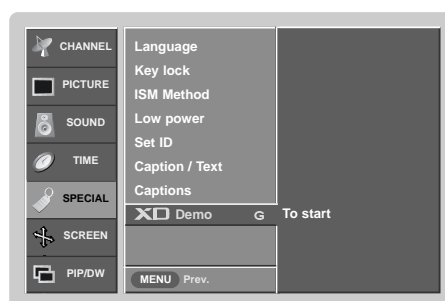 CHANNEL
PICTURE
SOUND
TIME
SPECIAL
SCREEN
PIP/DW
Language
Key lock
ISM Method
Low power
Set ID
Caption / Text
Captions
XD Demo G To start
MENU Prev.